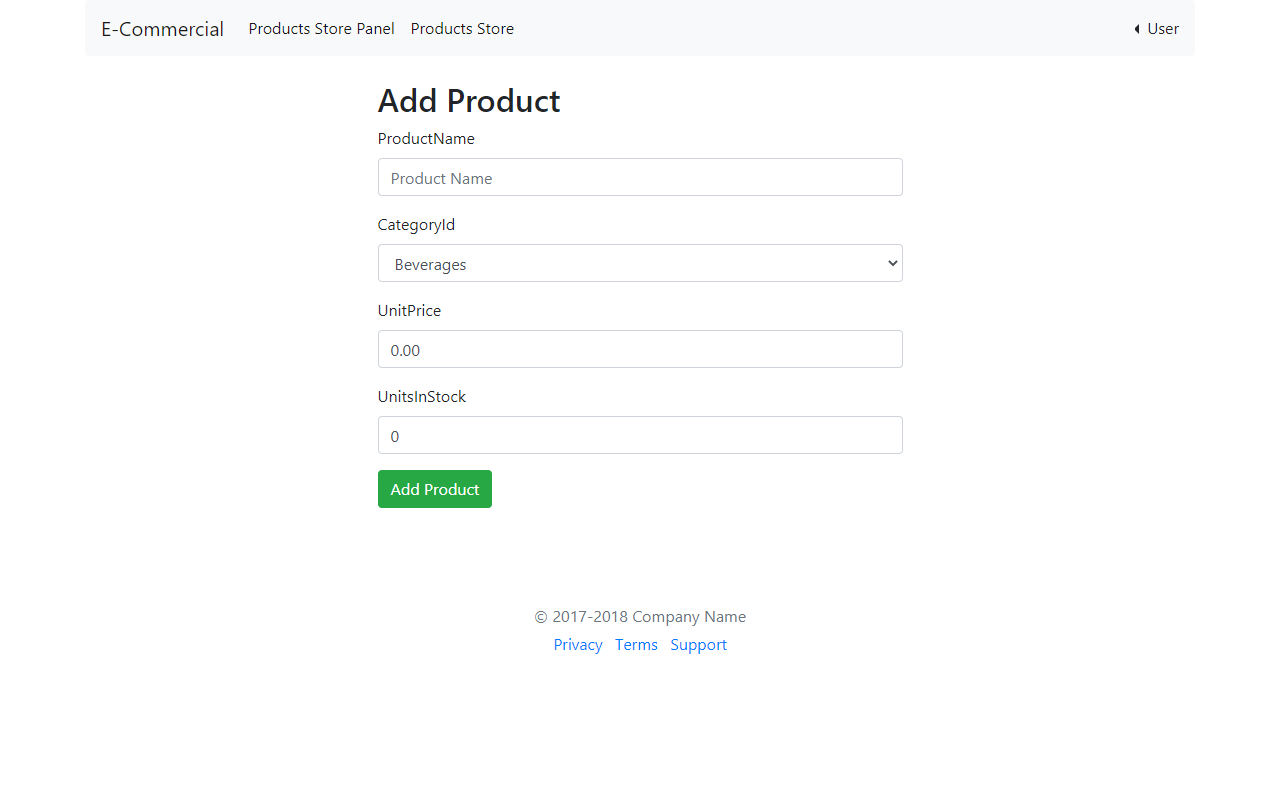 E-Commercial Products Store Panel Products Store User
Add Product
ProductName
Product Name
CategoryId
Beverages
UnitPrice
0.00
UnitsInStock
0
Add Product
© 2017-2018 Company Name
Privacy Terms Support